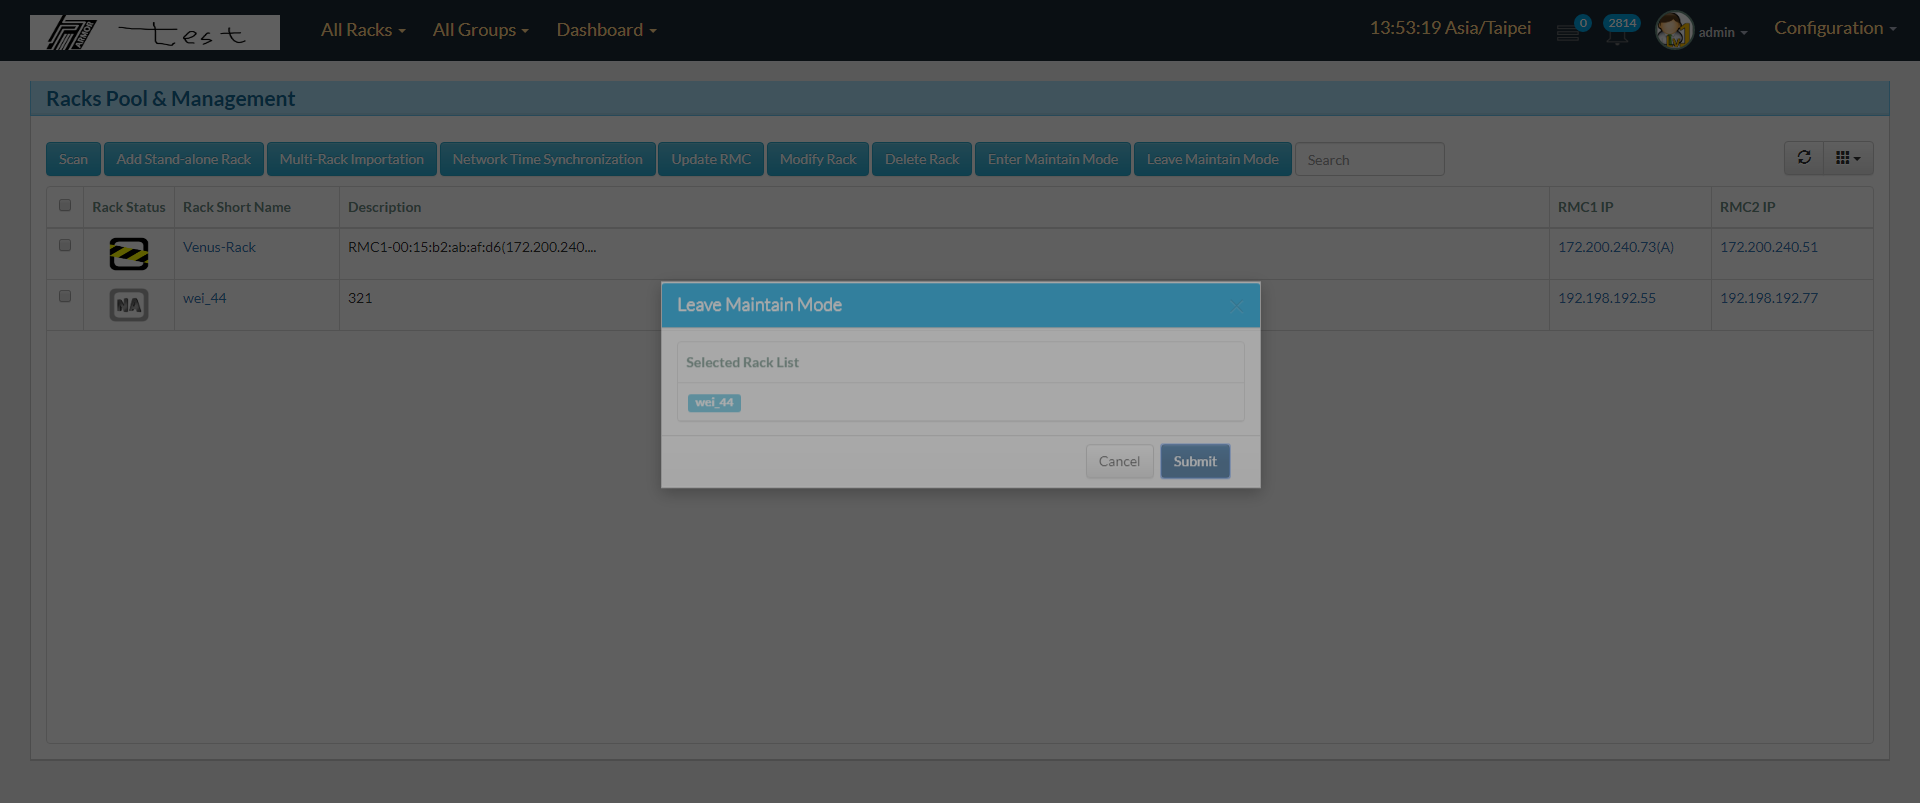 ARMOR test
All Racks
All Groups
Dashboard
13:53:19 Asia/Taipei
0
2814
admin
Configuration
Racks Pool & Management
Scan
Add Stand-alone Rack
Multi-Rack Importation
Network Time Synchronization
Update RMC
Modify Rack
Delete Rack
Enter Maintain Mode
Leave Maintain Mode
Search
Rack Status Rack Short Name Description RMC1 IP RMC2 IP
Venus-Rack RMC1-00:15:b2:ab:af:d6(172.200.240.... 172.200.240.73(A) 172.200.240.51
NA wei_44 321 192.198.192.55 192.198.192.77
Leave Maintain Mode
Selected Rack List
wei_44
Cancel
Submit